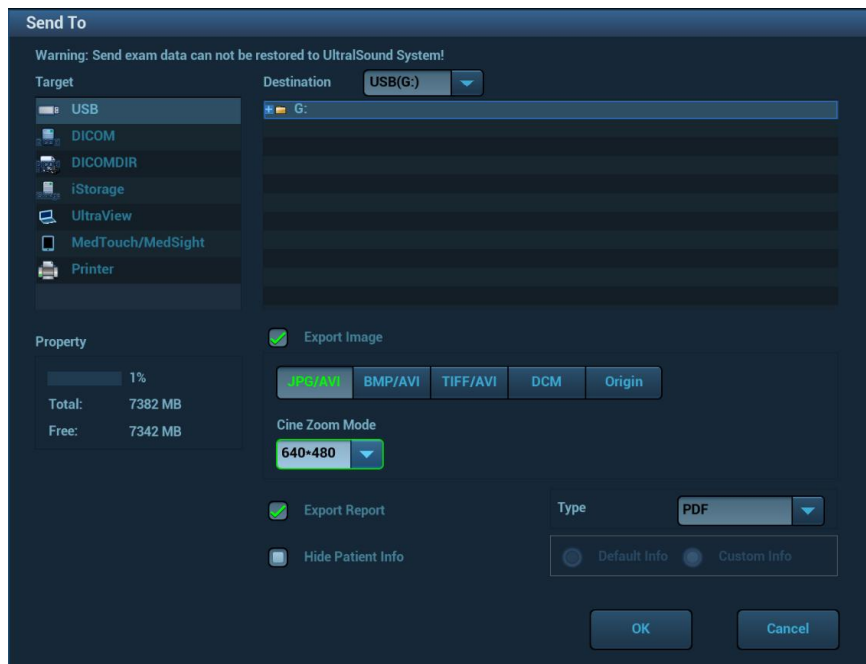 Send To
Warning: Send exam data can not be restored to UltralSound System!
Target
Destination USB(G:)
USB
DICOM
DICOMDIR
iStorage
UltraView
MedTouch/MedSight
Printer
G:
Property
1%
Total: 7382 MB
Free: 7342 MB
Export Image
JPG/AVI BMP/AVI TIFF/AVI DCM Origin
Cine Zoom Mode
640*480
Export Report
Type PDF
Hide Patient Info
Default Info Custom Info
OK Cancel